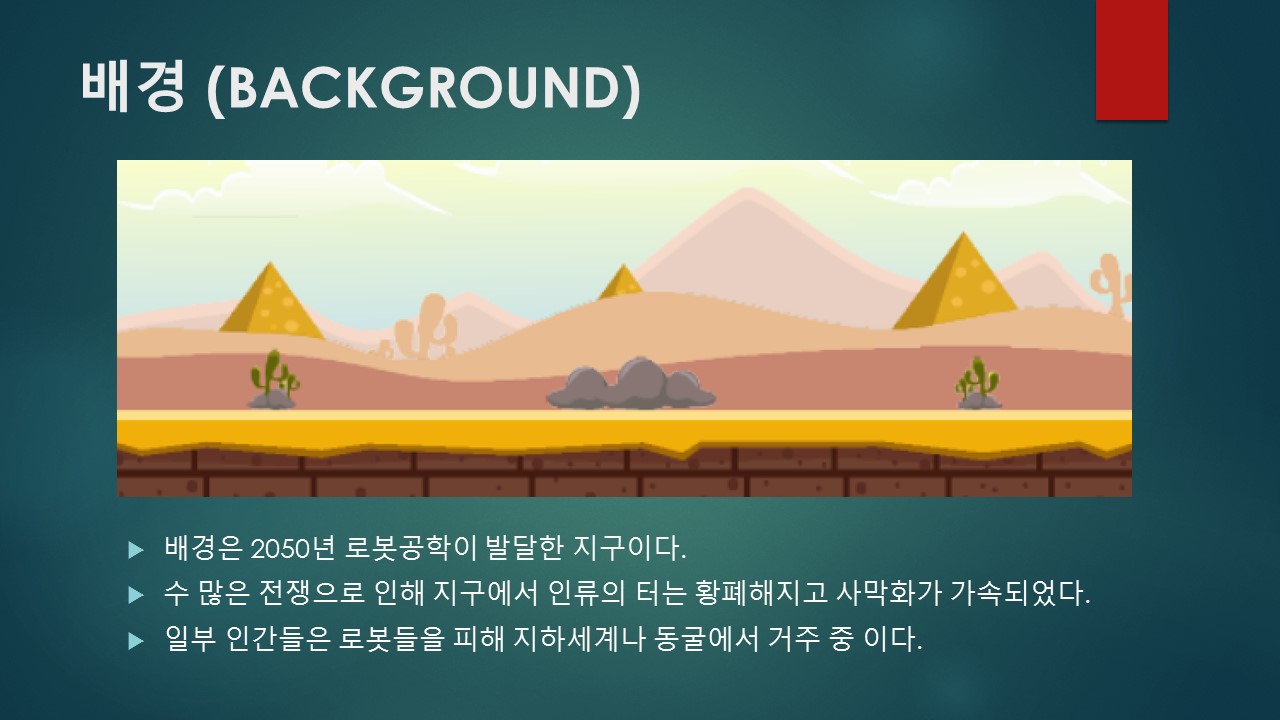 배경 (BACKGROUND)
배경은 2050년 로봇공학이 발달한 지구이다.
수 많은 전쟁으로 인해 지구에서 인류의 터는 황폐해지고 사막화가 가속되었다.
일부 인간들은 로봇들을 피해 지하세계나 동굴에서 거주 중 이다.